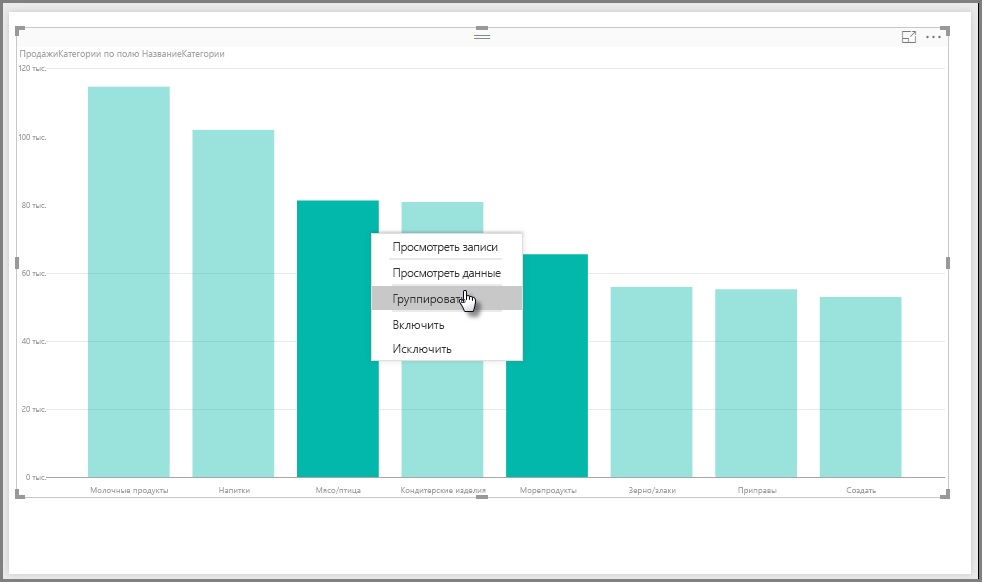 ПродажиКатегории по полю НазваниеКатегории
120 тыс.
100 тыс.
80 тыс.
60 тыс.
40 тыс.
20 тыс.
0 тыс.
Просмотреть записи
Просмотреть данные
Группировать
Включить
Исключить
Молочные продукты Напитки Мясо/птица Кондитерские изделия Морепродукты Зерно/злаки Приправы Создать